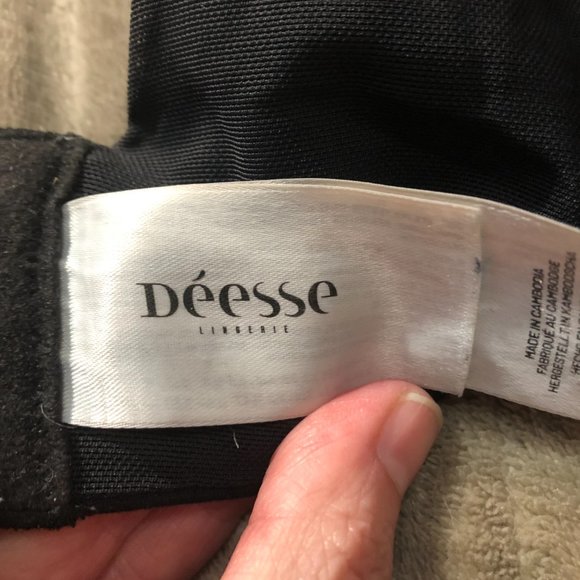 Déesse
LINGERIE
MADE IN CAMBODIA
FABRIQUÉ AU CAMBODGE
HERGESTELLT IN KAMBODSCHA